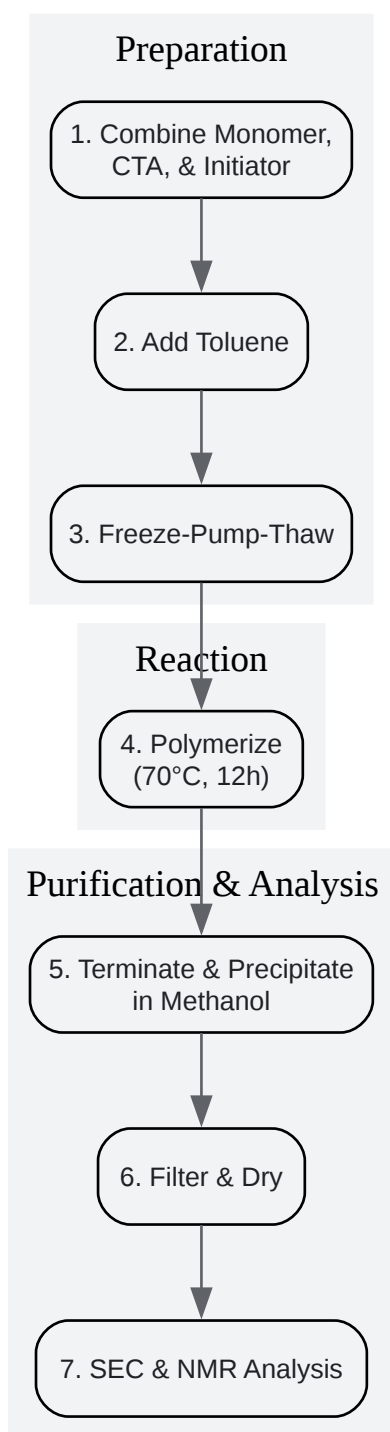 Preparation
1. Combine Monomer,
CTA, & Initiator
2. Add Toluene
3. Freeze-Pump-Thaw
Reaction
4. Polymerize
(70°C, 12h)
Purification & Analysis
5. Terminate & Precipitate
in Methanol
6. Filter & Dry
7. SEC & NMR Analysis